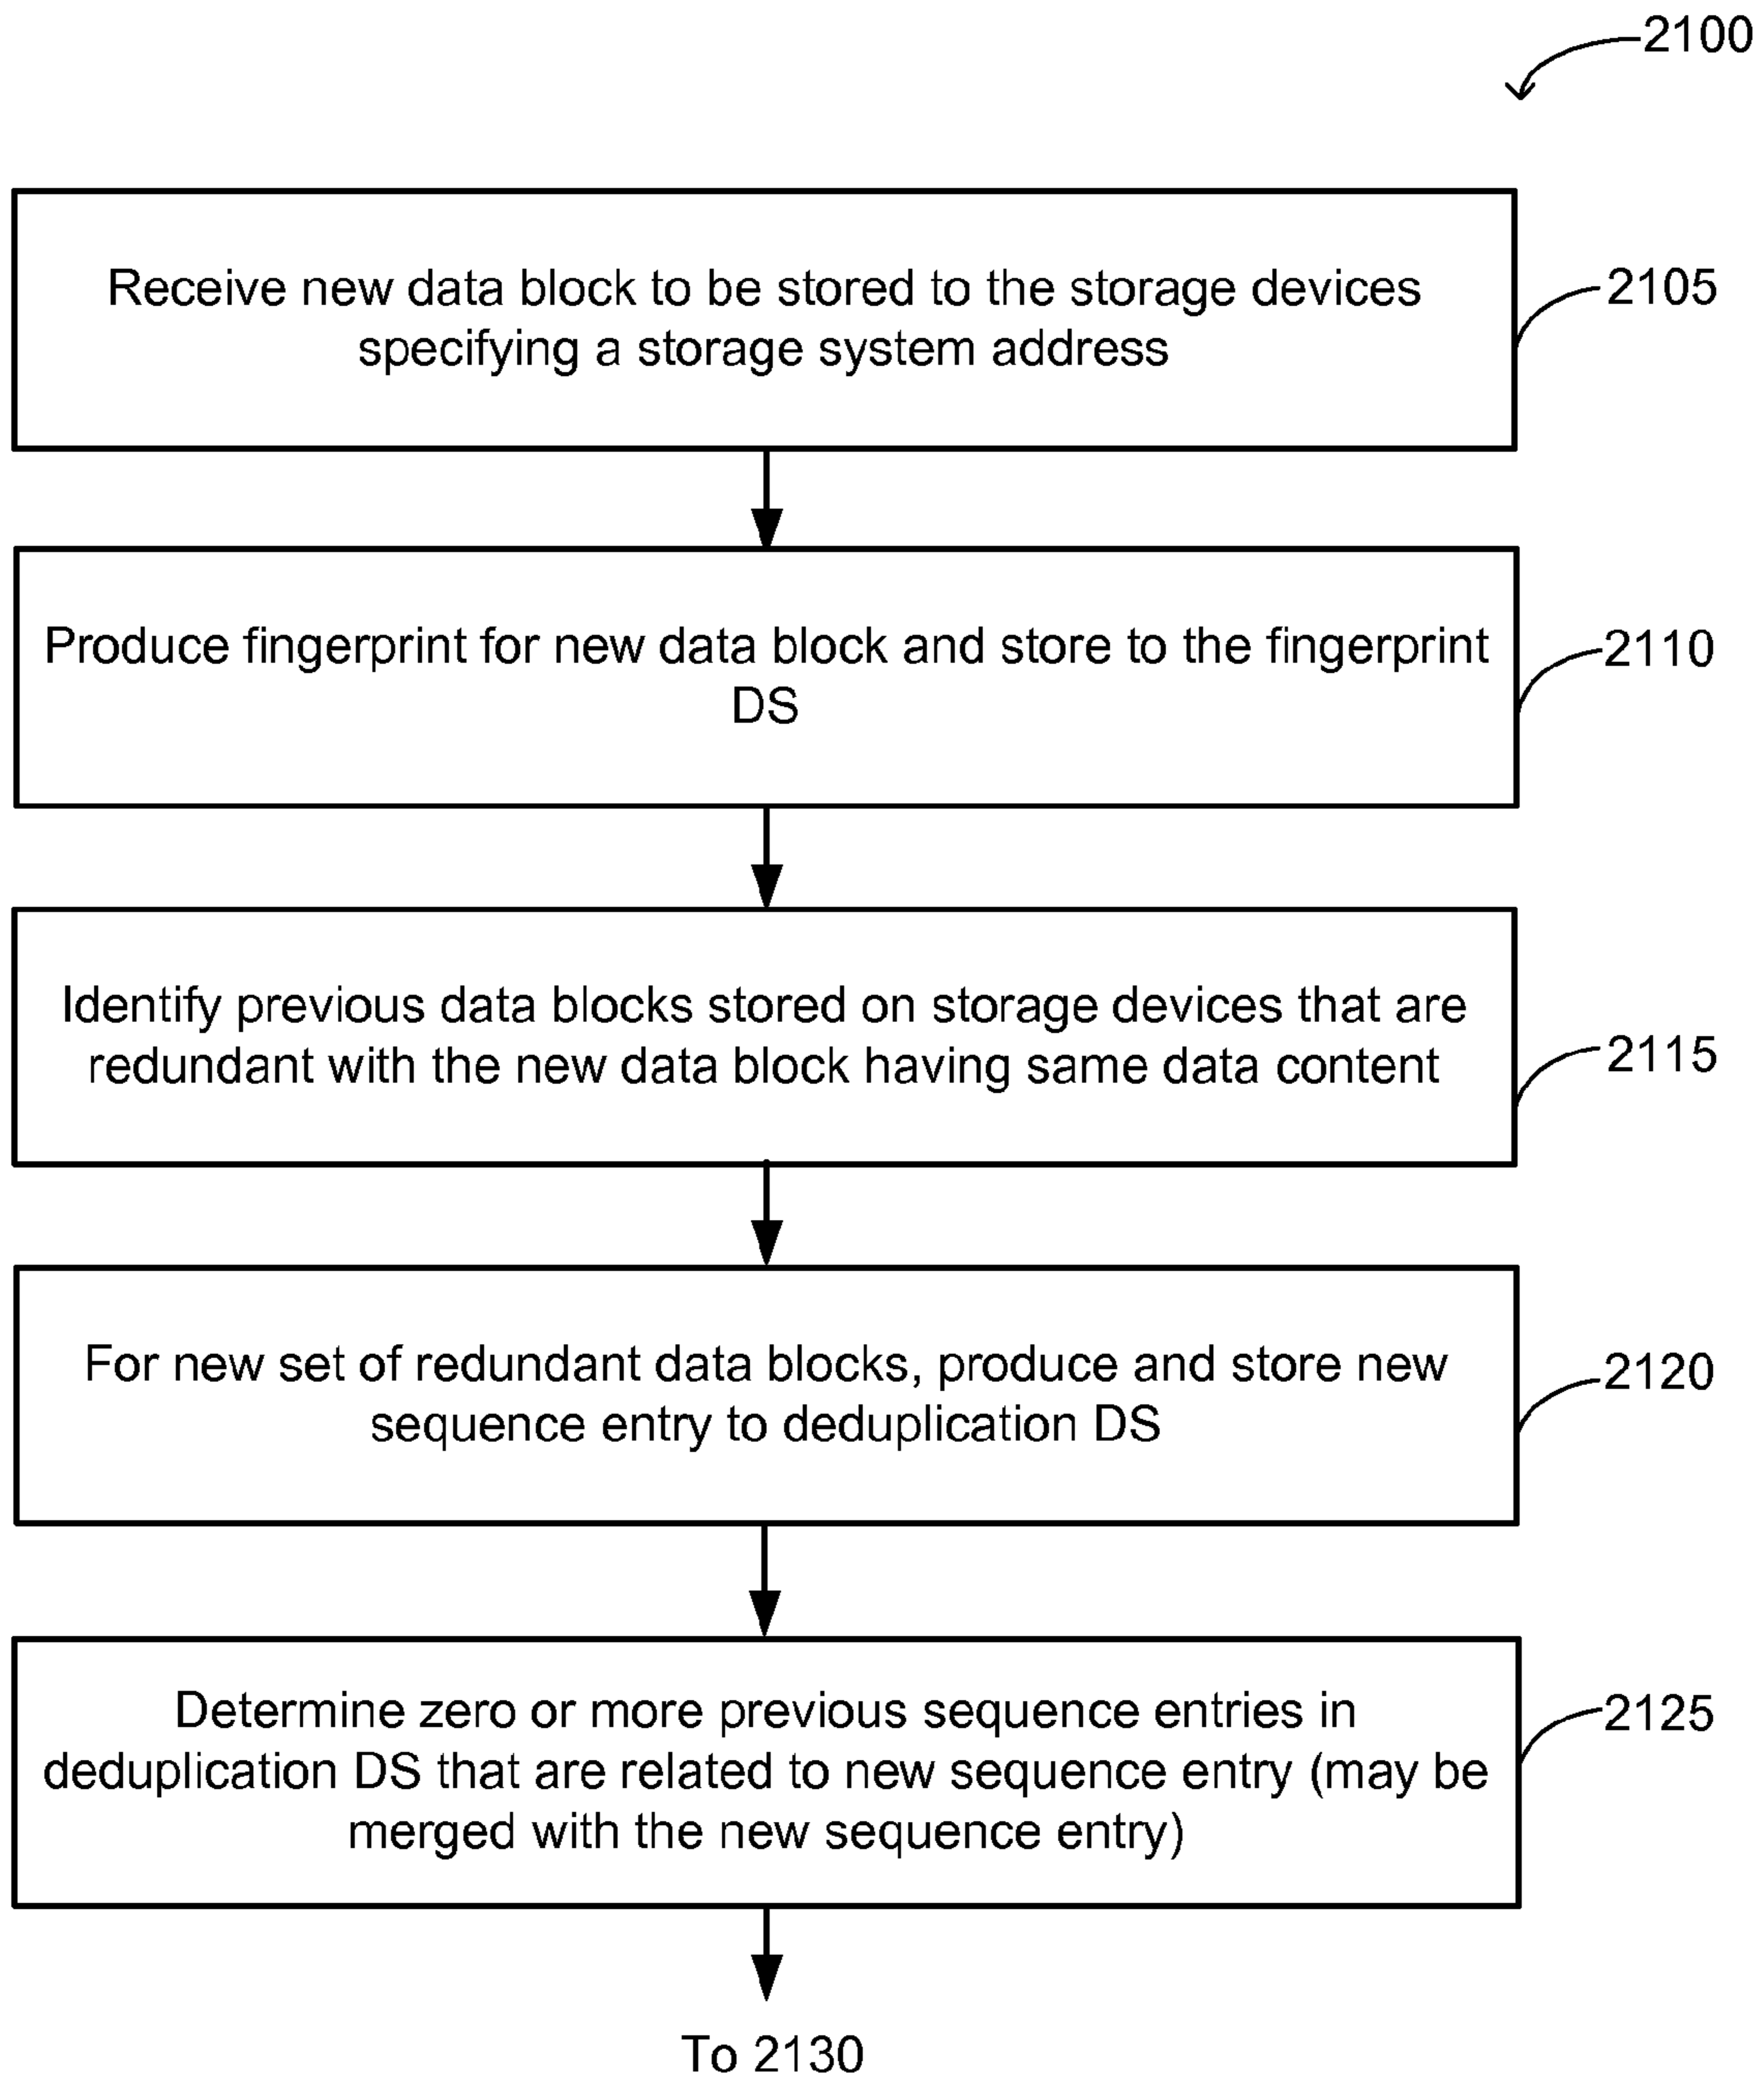 2100
Receive new data block to be stored to the storage devices
specifying a storage system address
2105
Produce fingerprint for new data block and store to the fingerprint
DS
2110
Identify previous data blocks stored on storage devices that are
redundant with the new data block having same data content
2115
For new set of redundant data blocks, produce and store new
sequence entry to deduplication DS
2120
Determine zero or more previous sequence entries in
deduplication DS that are related to new sequence entry (may be
merged with the new sequence entry)
2125
To 2130